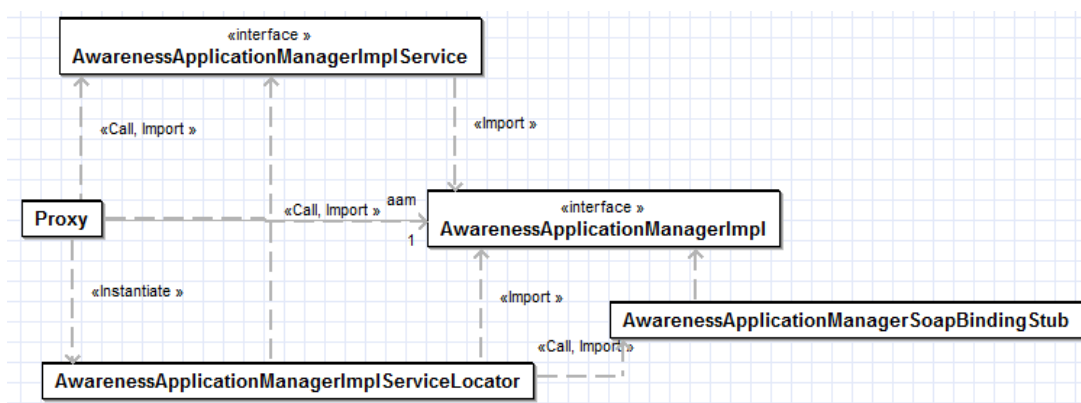 «interface »
AwarenessApplicationManagerImplService
«Call, Import »
«Import »
Proxy
«Call, Import »
aam
1
«interface »
AwarenessApplicationManagerImpl
«Instantiate »
«Import »
AwarenessApplicationManagerSoapBindingStub
«Call, Import »
AwarenessApplicationManagerImplServiceLocator